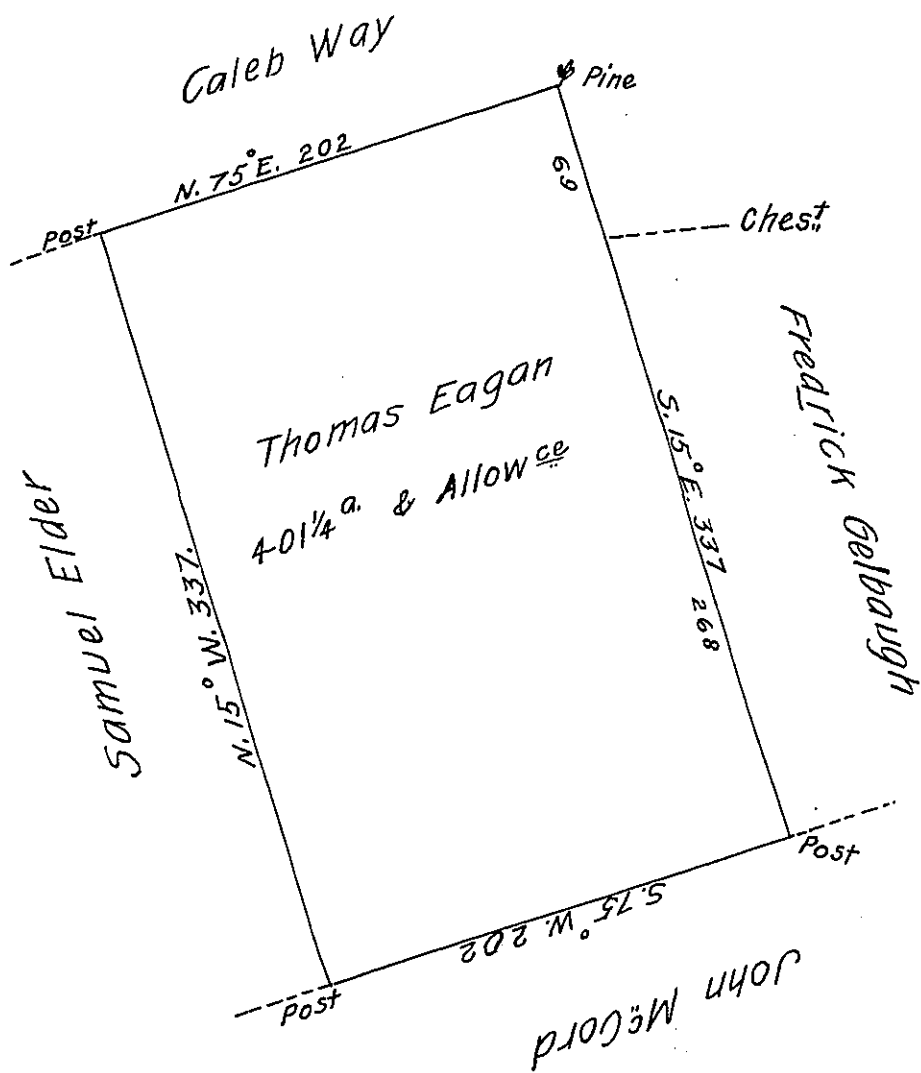 Caleb Way
Pine
N. 75° E. 202
Post
69
Ches.t
Thomas Eagan
401¼ a. & Allow ce
Fredrick Gelbaugh
S. 15° E. 337
268
Samuel Elder
N. 15° W. 337.
Post
S. 75° W. 202
Post
John McCord